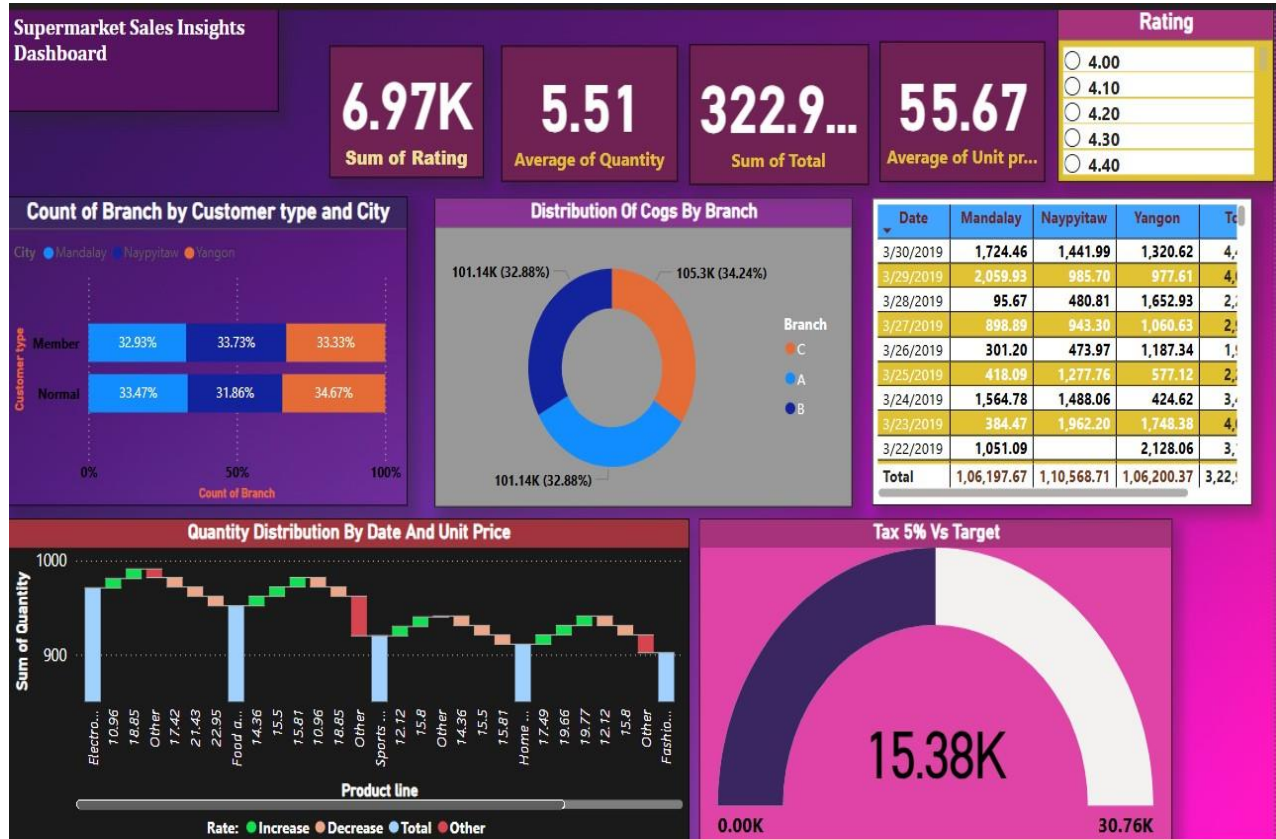 Supermarket Sales Insights
Dashboard
6.97K
Sum of Rating
5.51
Average of Quantity
322.9...
Sum of Total
55.67
Average of Unit pr...
Rating
4.00
4.10
4.20
4.30
4.40
Count of Branch by Customer type and City
City Mandalay Naypyitaw Yangon
Customer type
Member 32.93% 33.73% 33.33%
Normal 33.47% 31.86% 34.67%
0% 50% 100%
Count of Branch
Distribution Of Cogs By Branch
101.14K (32.88%)
105.3K (34.24%)
101.14K (32.88%)
Branch
C
A
B
Date Mandalay Naypyitaw Yangon
3/30/2019 1,724.46 1,441.99 1,320.62
3/29/2019 2,059.93 985.70 977.61
3/28/2019 95.67 480.81 1,652.93
3/27/2019 898.89 943.30 1,060.63
3/26/2019 301.20 473.97 1,187.34
3/25/2019 418.09 1,277.76 577.12
3/24/2019 1,564.78 1,488.06 424.62
3/23/2019 384.47 1,962.20 1,748.38
3/22/2019 1,051.09 2,128.06
Total 1,06,197.67 1,10,568.71 1,06,200.37
Quantity Distribution By Date And Unit Price
Sum of Quantity
1000
900
Electro...
10.96
18.85
Other
17.42
21.43
22.95
Food a...
14.36
15.5
15.81
10.96
18.85
Other
Sports ...
12.12
15.8
Other
14.36
15.5
15.81
Home ...
17.49
19.66
19.77
12.12
15.8
Other
Fashio...
Product line
Rate: Increase Decrease Total Other
Tax 5% Vs Target
15.38K
0.00K
30.76K